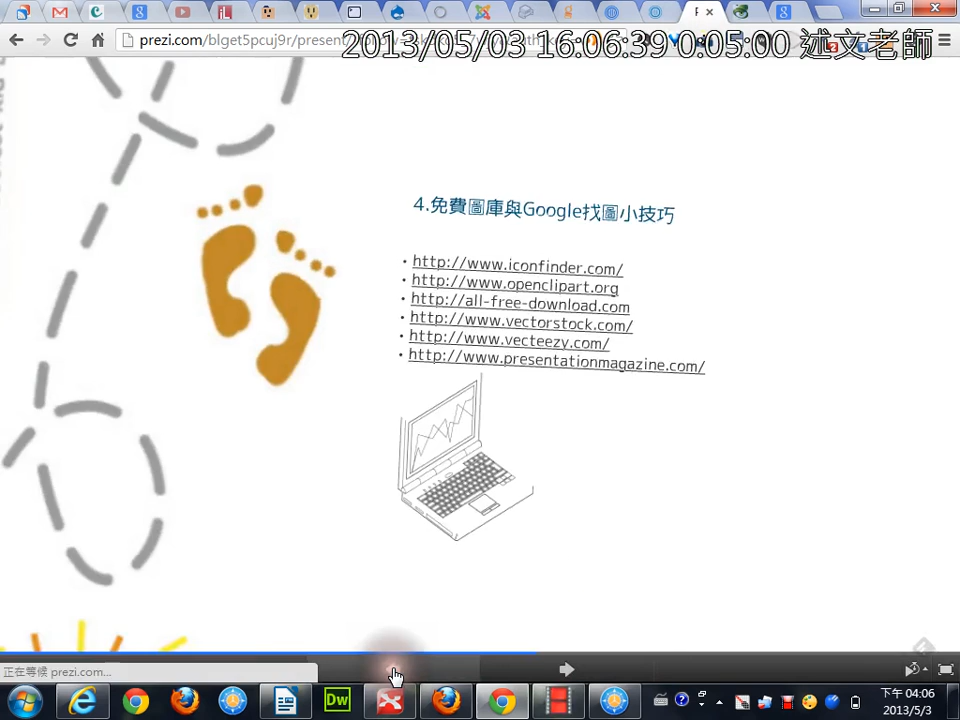 prezi.com/blget5pcuj9r/present
2013/05/03 16:06:39 0:05:00 述文老師
4.免費圖庫與Google找圖小技巧
• http://www.iconfinder.com/
• http://www.openclipart.org
• http://all-free-download.com
• http://www.vectorstock.com/
• http://www.vecteezy.com/
• http://www.presentationmagazine.com/
正在等候 prezi.com...
Dw
下午 04:06
2013/5/3